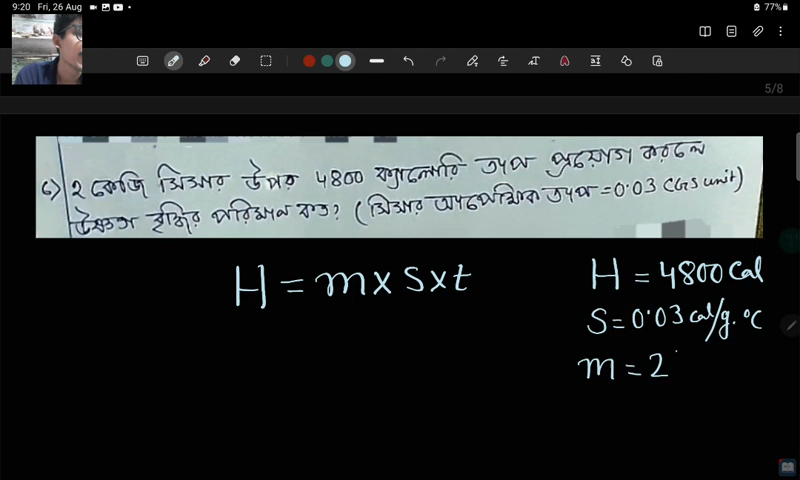 9:20 Fri, 26 Aug
77%
5/8
6) 2 কেজি সিসার উপর 4800 ক্যালোরি তাপ প্রয়োগ করলে
উষ্ণতা বৃদ্ধির পরিমাণ কত? (সিসার আপেক্ষিক তাপ = 0.03 CGS unit)
H = m x s x t
H = 4800 Cal
S = 0.03 cal/g.°C
m = 2